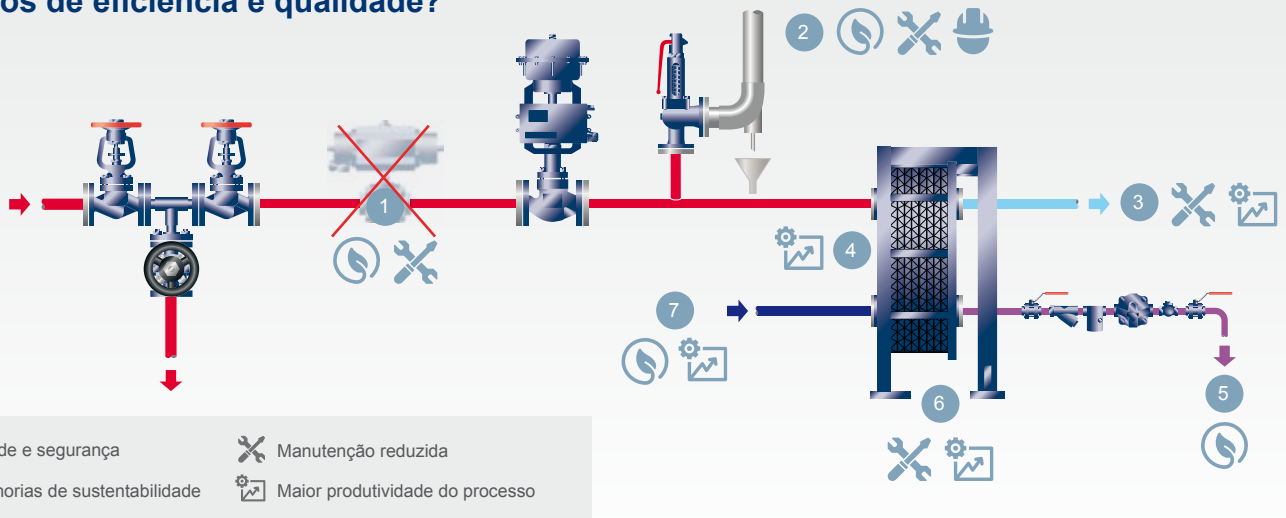 os de eficiência e qualidade?
2
1
3
4
7
5
6
de e segurança
Manutenção reduzida
orias de sustentabilidade
Maior produtividade do processo